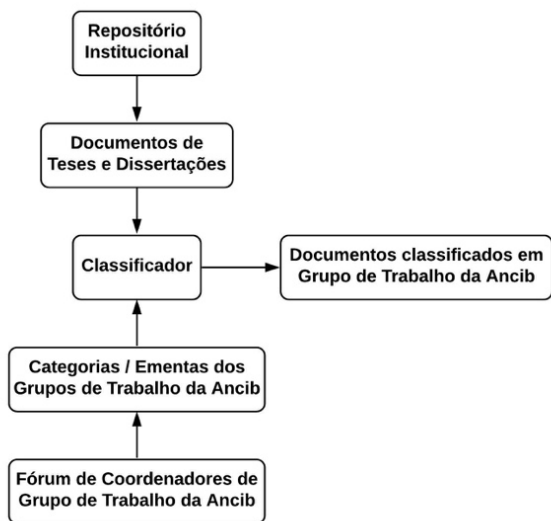 Repositório
Institucional
Documentos de
Teses e Dissertações
Classificador
Documentos classificados em
Grupo de Trabalho da Ancib
Categorias / Ementas dos
Grupos de Trabalho da Ancib
Fórum de Coordenadores de
Grupo de Trabalho da Ancib